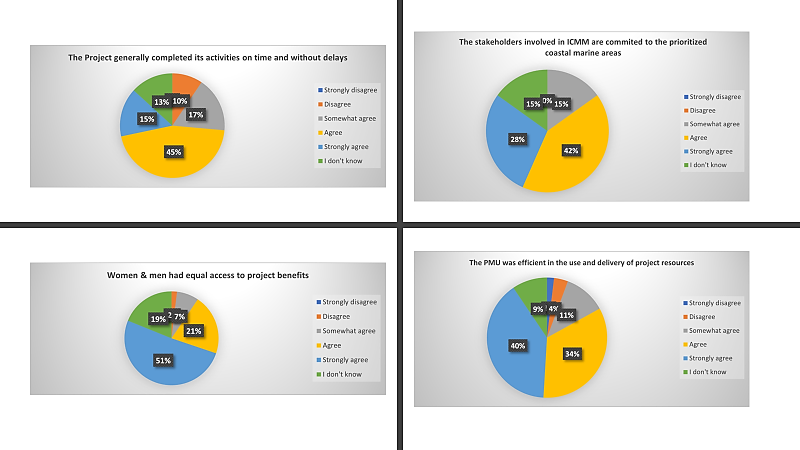 The Project generally completed its activities on time and without delays
13%
10%
17%
15%
45%
Strongly disagree
Disagree
Somewhat agree
Agree
Strongly agree
I don't know
The stakeholders involved in ICMM are commited to the prioritized
coastal marine areas
15%
0%
15%
28%
42%
Strongly disagree
Disagree
Somewhat agree
Agree
Strongly agree
I don't know
Women & men had equal access to project benefits
19%
2
7%
21%
51%
Strongly disagree
Disagree
Somewhat agree
Agree
Strongly agree
I don't know
The PMU was efficient in the use and delivery of project resources
9%
4%
11%
40%
34%
Strongly disagree
Disagree
Somewhat agree
Agree
Strongly agree
I don't know